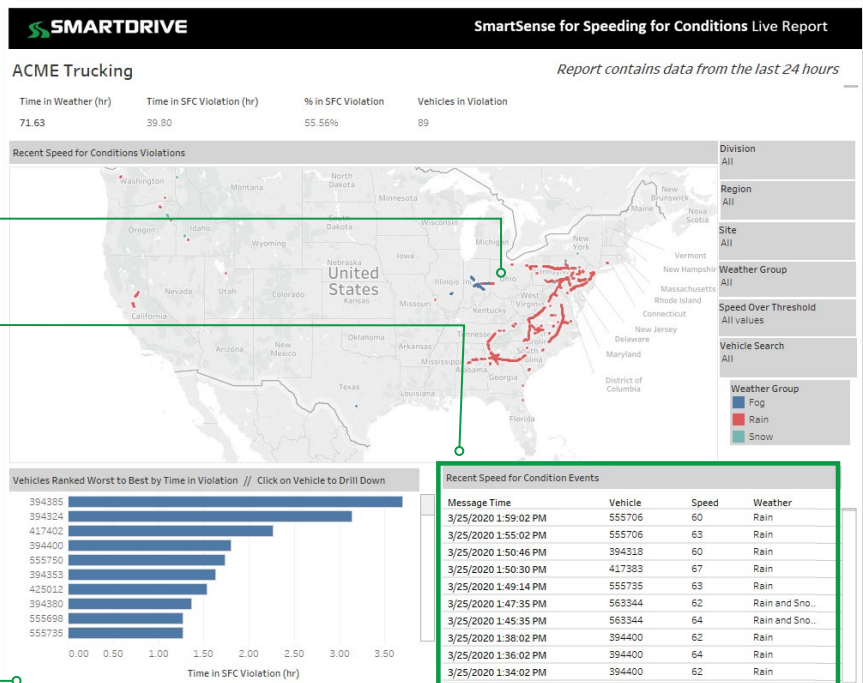 SMARTDRIVE
SmartSense for Speeding for Conditions Live Report
ACME Trucking
Report contains data from the last 24 hours
Time in Weather (hr) Time in SFC Violation (hr) % in SFC Violation Vehicles in Violation
71.63 39.80 55.56% 89
Recent Speed for Conditions Violations
Washington
Montana
North
Dakota
Minnesota
Oregon
Idaho
Wyoming
South
Dakota
Wisconsin
Michigan
New
York
Maine
New
Brunswick
Nova
Scotia
Vermont
New Hampshir
Massachusetts
Rhode Island
Connecticut
New Jersey
Delaware
Maryland
District of
Columbia
Nebraska
Iowa
United
States
Nevada
Utah
Colorado
Kansas
Missouri
Illinois
Ohio
West
Virginia
Kentucky
California
Arizona
New
Mexico
Oklahoma
Arkansas
Tennessee
South
Mississippi
Alabama
Georgia
Texas
Louisiana
Florida
Division
All
Region
All
Site
All
Weather Group
All
Speed Over Threshold
All values
Vehicle Search
All
Weather Group
Fog
Rain
Snow
Vehicles Ranked Worst to Best by Time in Violation // Click on Vehicle to Drill Down
394385
394324
417402
394400
555750
394353
425012
394380
555698
555735
0.00 0.50 1.00 1.50 2.00 2.50 3.00 3.50
Time in SFC Violation (hr)
Recent Speed for Condition Events
Message Time Vehicle Speed Weather
3/25/2020 1:59:02 PM 555706 60 Rain
3/25/2020 1:55:02 PM 555706 63 Rain
3/25/2020 1:50:46 PM 394318 60 Rain
3/25/2020 1:50:30 PM 417383 67 Rain
3/25/2020 1:49:14 PM 555735 63 Rain
3/25/2020 1:47:35 PM 563344 62 Rain and Sno..
3/25/2020 1:45:35 PM 563344 64 Rain and Sno..
3/25/2020 1:38:02 PM 394400 62 Rain
3/25/2020 1:36:02 PM 394400 64 Rain
3/25/2020 1:34:02 PM 394400 62 Rain